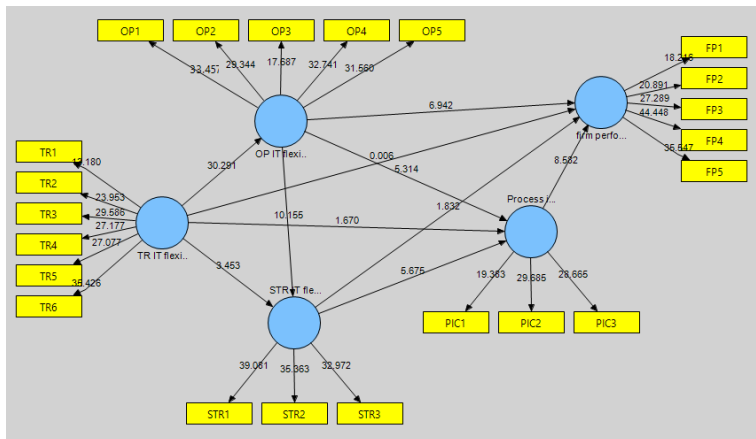 OP1
OP2
OP3
OP4
OP5
33.457
29.344
17.687
32.741
31.560
FP1
FP2
FP3
FP4
FP5
18.216
20.891
27.289
44.448
35.647
OP IT flexi..
6.942
firm perfo...
0.006
5.314
8.582
TR1
TR2
TR3
TR4
TR5
TR6
12.180
23.953
29.586
27.177
27.077
35.426
30.291
TR IT flexi..
10.155
1.670
1.832
Process i...
3.453
5.675
STR IT fle...
19.383
29.685
28.665
PIC1
PIC2
PIC3
39.081
35.363
32.972
STR1
STR2
STR3